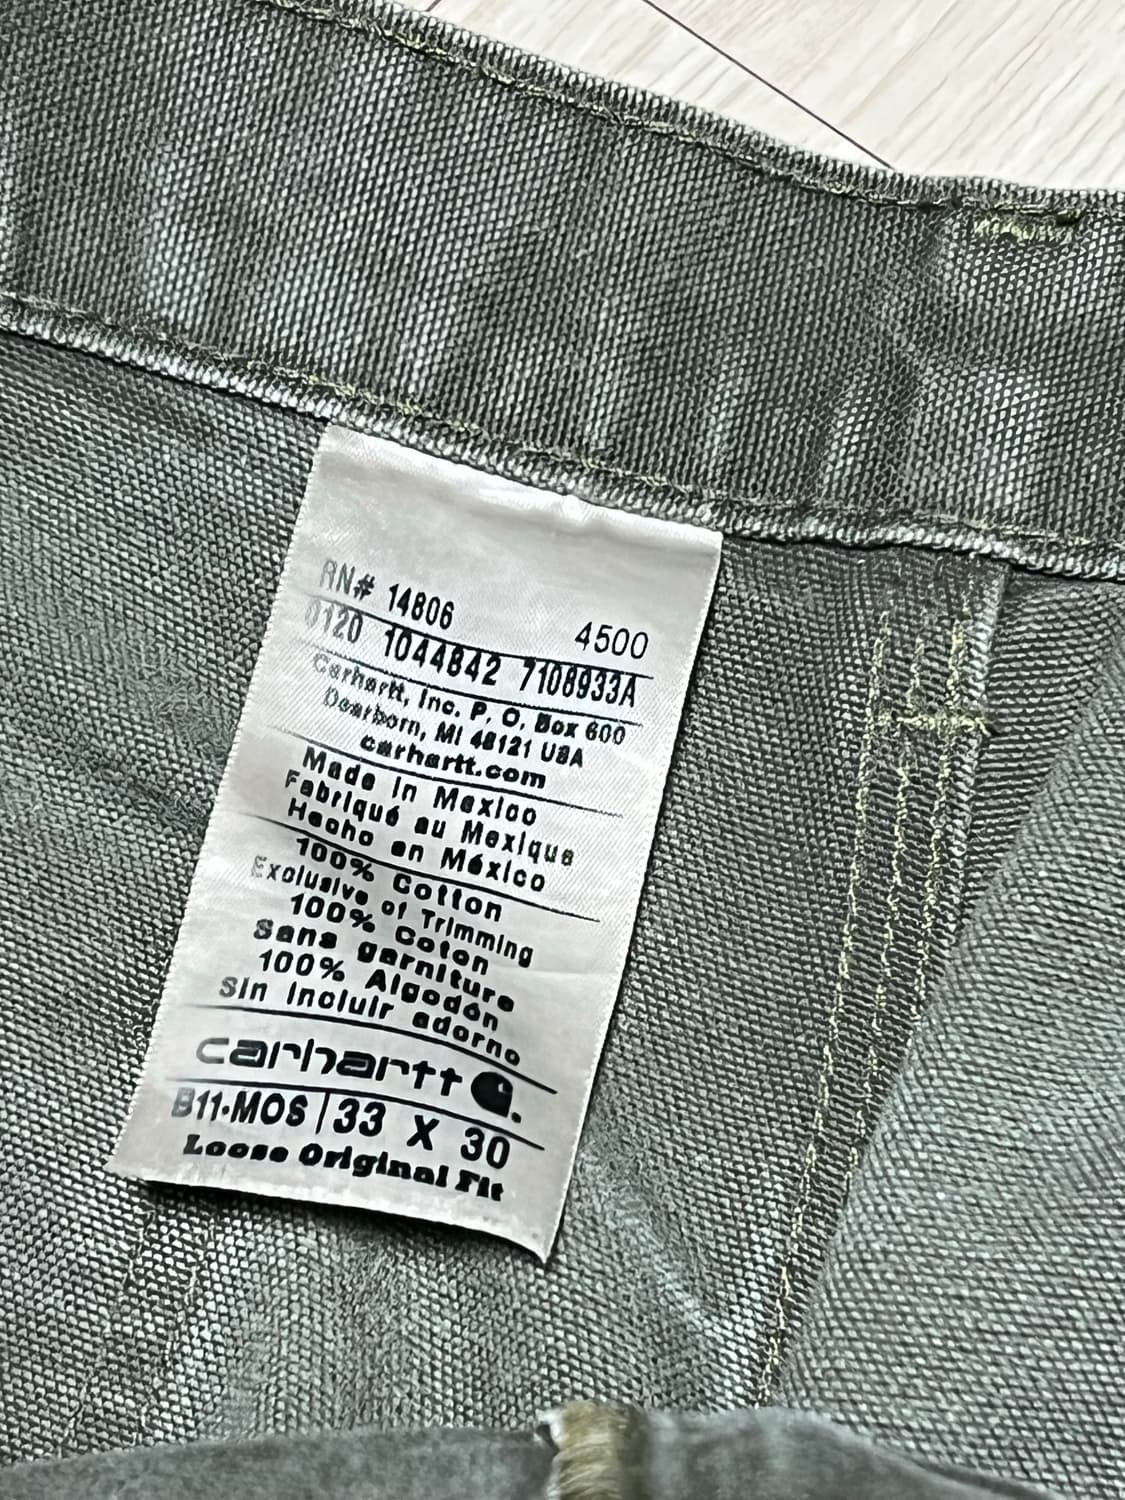 RN# 14806 4500
0120 1044842 7108933A
Carhartt, Inc. P. O. Box 600
Dearborn, MI 48121 USA
carhartt.com
Made in Mexico
Fabriqué au Mexique
Hecho en México
100% Cotton
Exclusive of Trimming
100% Coton
Sans garniture
100% Algodón
Sin incluir adorno
carhartt
B11-MOS | 33 X 30
Loose Original Fit